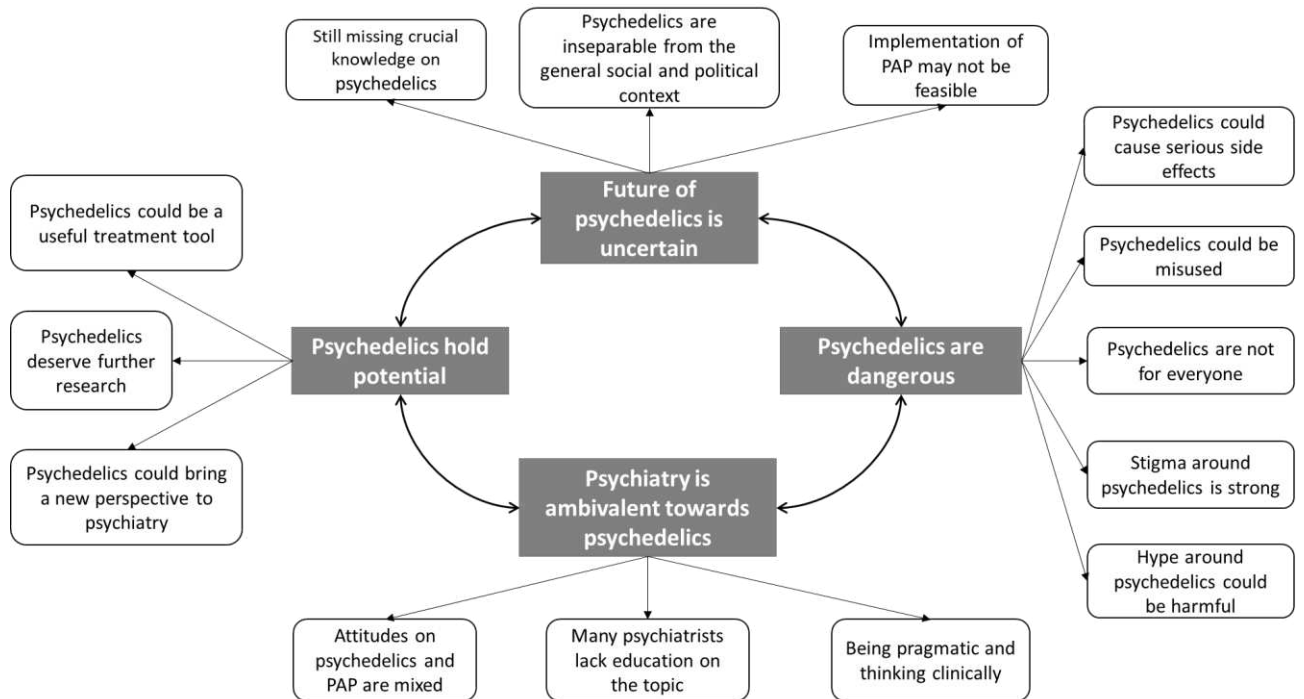 Still missing crucial
knowledge on
psychedelics
Psychedelics are
inseparable from the
general social and political
context
Implementation of
PAP may not be
feasible
Future of
psychedelics is
uncertain
Psychedelics could be a
useful treatment tool
Psychedelics
deserve further
research
Psychedelics could bring
a new perspective to
psychiatry
Psychedelics hold
potential
Psychedelics are
dangerous
Psychedelics could
cause serious side
effects
Psychedelics could be
misused
Psychedelics are not
for everyone
Stigma around
psychedelics is strong
Hype around
psychedelics could
be harmful
Psychiatry is
ambivalent towards
psychedelics
Attitudes on
psychedelics and
PAP are mixed
Many psychiatrists
lack education on
the topic
Being pragmatic and
thinking clinically